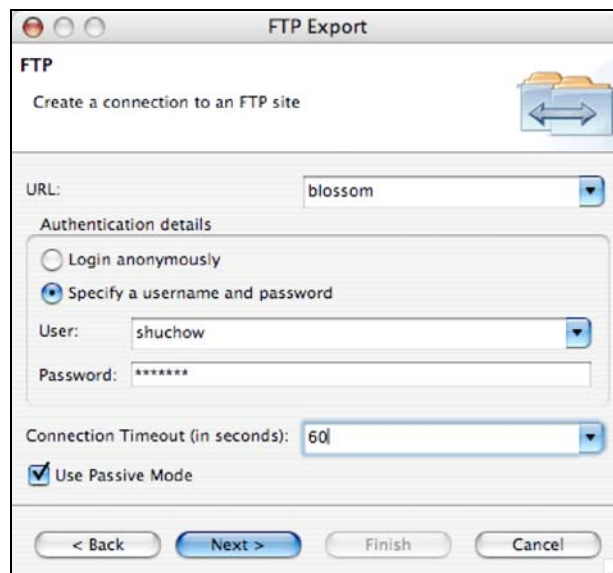 FTP Export
FTP
Create a connection to an FTP site
URL: blossom
Authentication details
Login anonymously
Specify a username and password
User: shuchow
Password: *******
Connection Timeout (in seconds): 60
Use Passive Mode
< Back Next > Finish Cancel